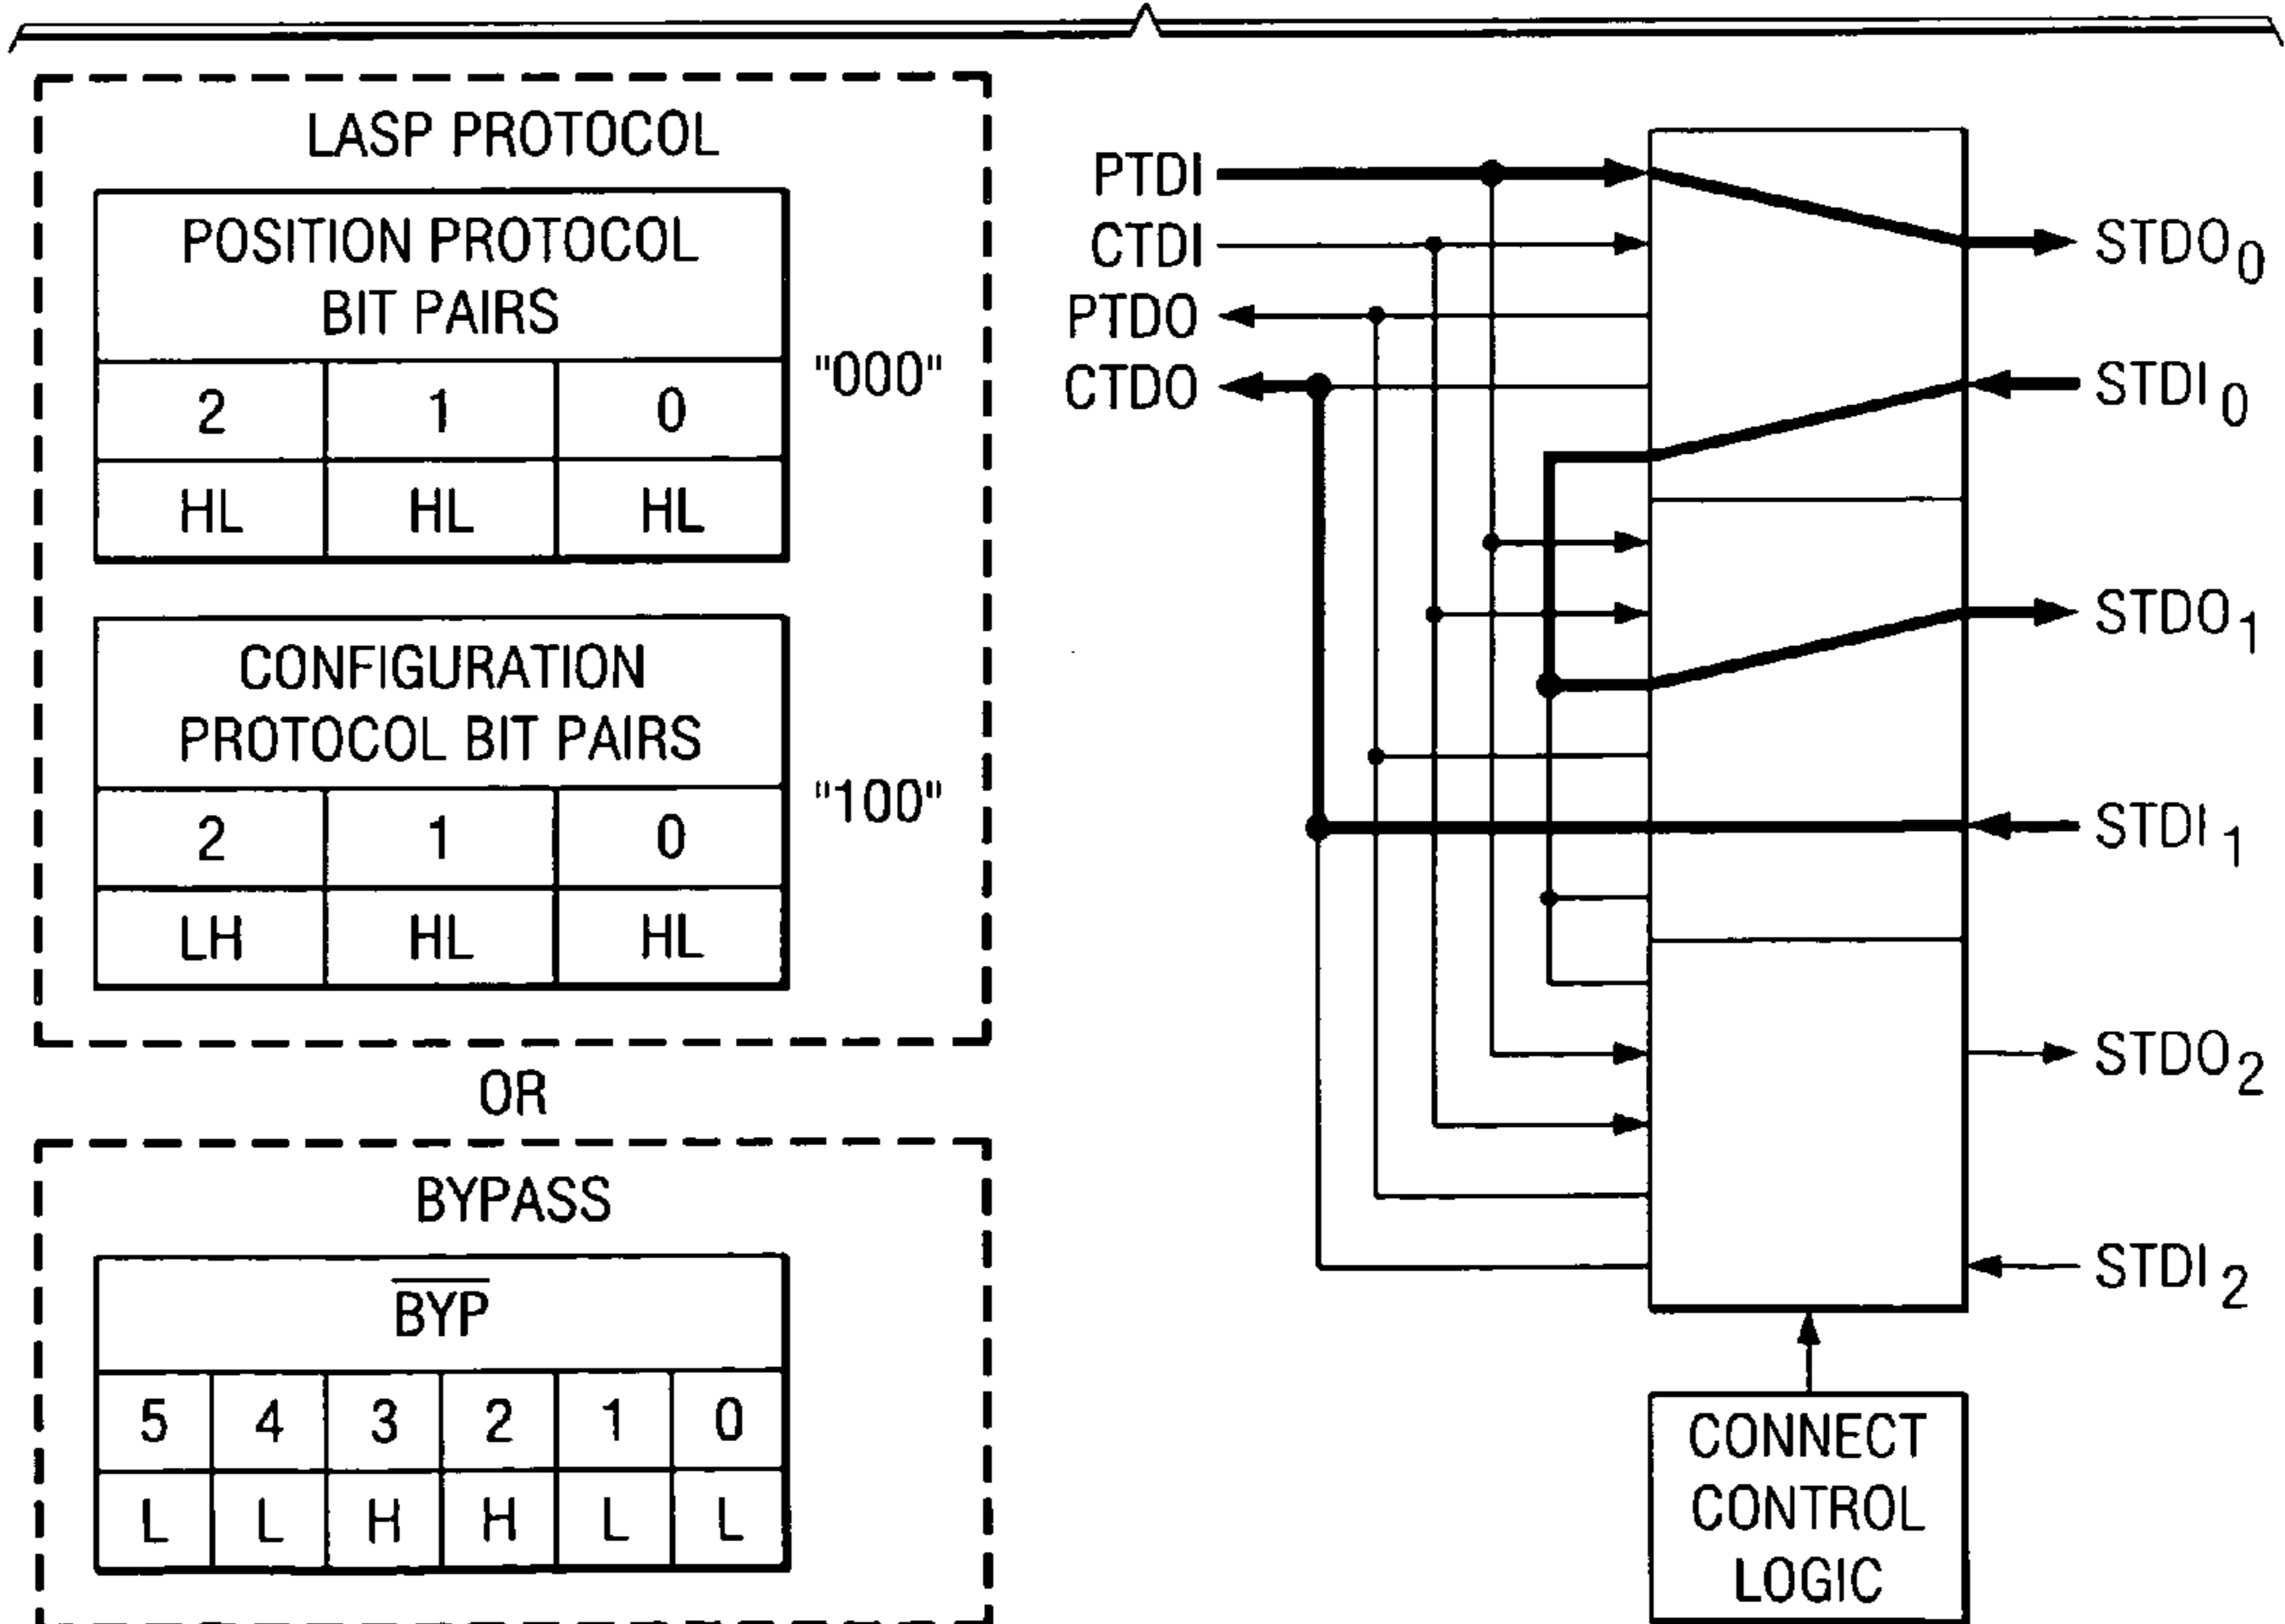 LASP PROTOCOL
POSITION PROTOCOL
BIT PAIRS
2 1 0
HL HL HL
"000"
CONFIGURATION
PROTOCOL BIT PAIRS
2 1 0
LH HL HL
"100"
OR
BYPASS
BYP
5 4 3 2 1 0
L L H H L L
PTDI
CTDI
PTDO
CTDO
STDO0
STDI0
STDO1
STDI1
STDO2
STDI2
CONNECT
CONTROL
LOGIC